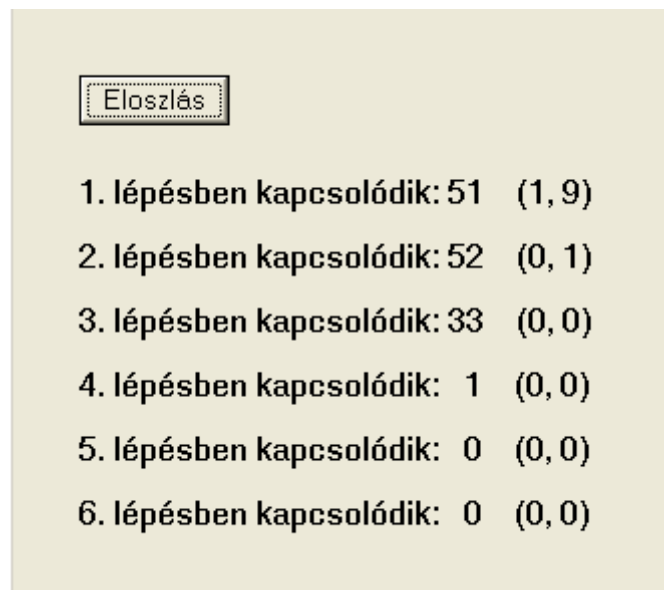 Eloszlás
1. lépésben kapcsolódik: 51 (1, 9)
2. lépésben kapcsolódik: 52 (0, 1)
3. lépésben kapcsolódik: 33 (0, 0)
4. lépésben kapcsolódik: 1 (0, 0)
5. lépésben kapcsolódik: 0 (0, 0)
6. lépésben kapcsolódik: 0 (0, 0)